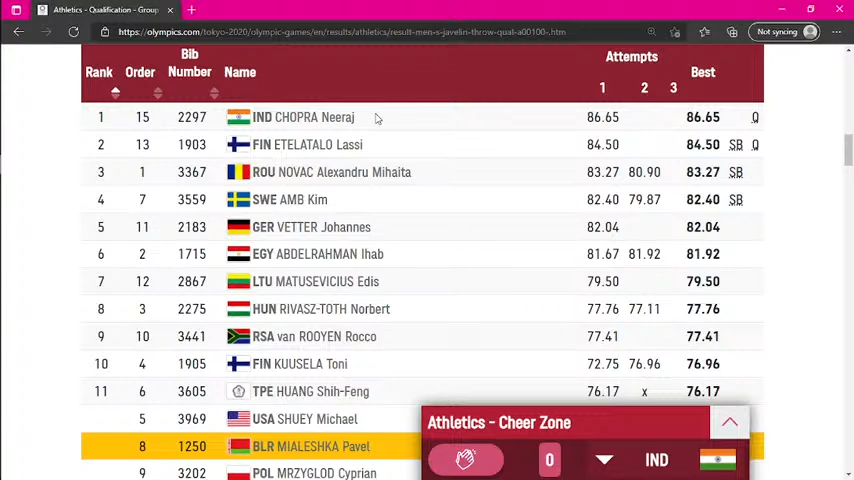 Athletics - Qualification - Group
Not syncing
https://olympics.com/tokyo-2020/olympic-games/en/results/athletics/result-men-s-javelin-throw-qual-a00100-.htm
Rank Order Bib Number Name Attempts 1 2 3 Best
1 15 2297 IND CHOPRA Neeraj 86.65 86.65 Q
2 13 1903 FIN ETELATALO Lassi 84.50 84.50 SB Q
3 1 3367 ROU NOVAC Alexandru Mihaita 83.27 80.90 83.27 SB
4 7 3559 SWE AMB Kim 82.40 79.87 82.40 SB
5 11 2183 GER VETTER Johannes 82.04 82.04
6 2 1715 EGY ABDELRAHMAN Ihab 81.67 81.92 81.92
7 12 2867 LTU MATUSEVICIUS Edis 79.50 79.50
8 3 2275 HUN RIVASZ-TOTH Norbert 77.76 77.11 77.76
9 10 3441 RSA van ROOYEN Rocco 77.41 77.41
10 4 1905 FIN KUUSELA Toni 72.75 76.96 76.96
11 6 3605 TPE HUANG Shih-Feng 76.17 x 76.17
5 3969 USA SHUEY Michael
8 1250 BLR MIALESHKA Pavel
9 3202 POL MRZYGLOD Cyprian
Athletics - Cheer Zone
0 IND